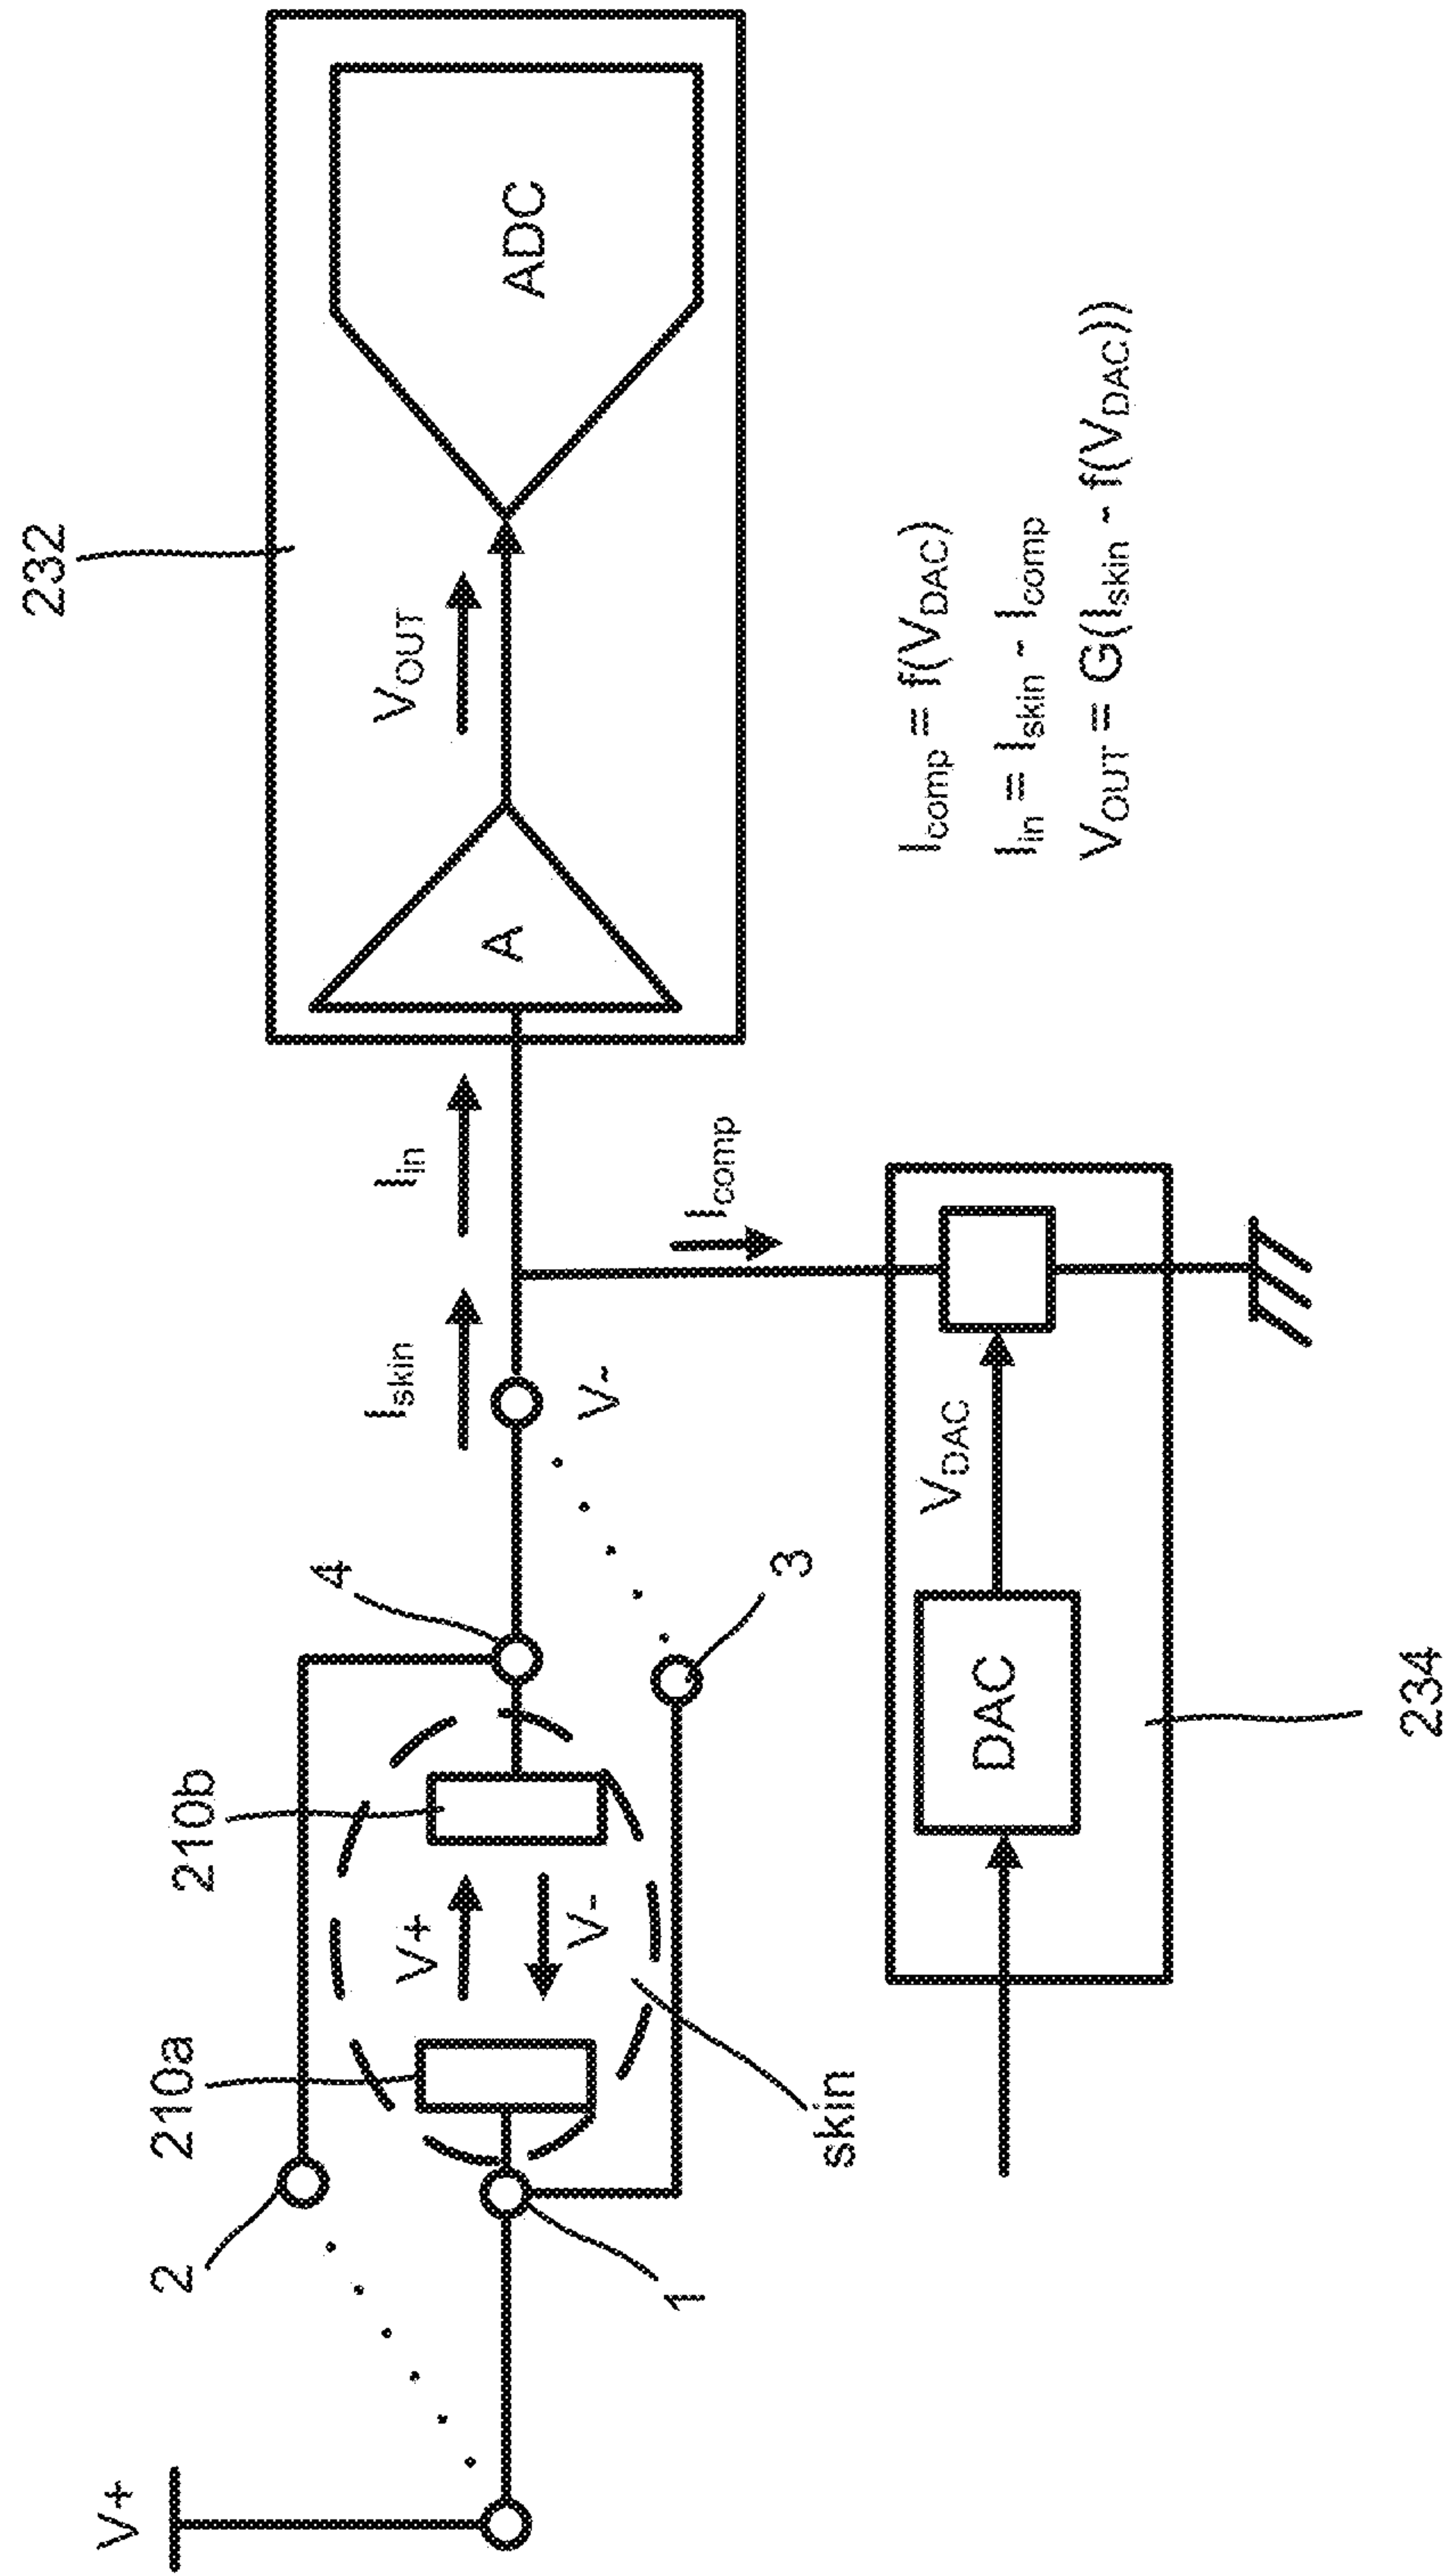 232
V+
2
210a
210b
4
I_skin
I_in
V_OUT
A
ADC
V+
V-
V-
1
skin
3
I_comp
DAC
V_DAC
234
I_comp = f(V_DAC)
I_in = I_skin - I_comp
V_OUT = G(I_skin - f(V_DAC))